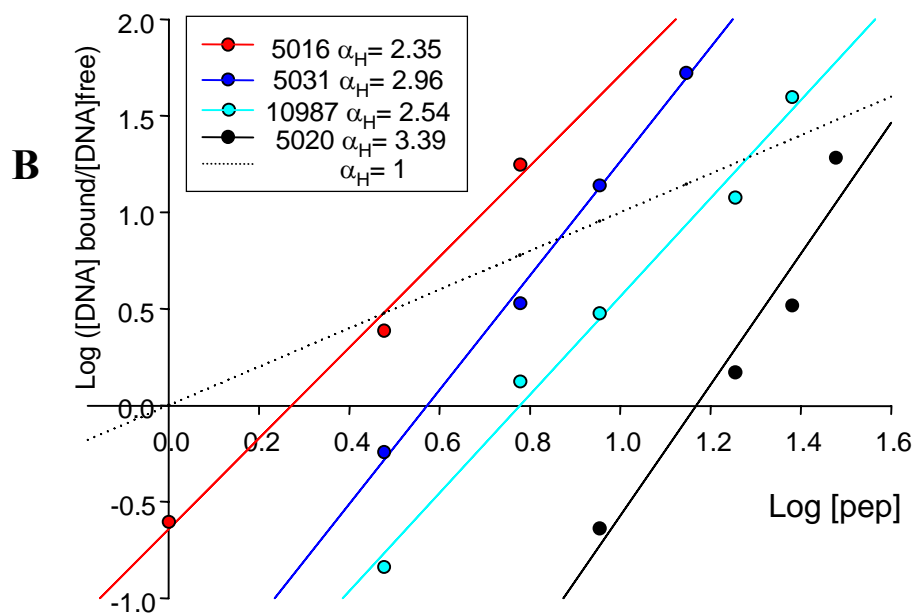 B
Log ([DNA] bound/[DNA]free)
2.0
1.5
1.0
0.5
0.0
-0.5
-1.0
5016 αH= 2.35
5031 αH= 2.96
10987 αH= 2.54
5020 αH= 3.39
αH= 1
0.0 0.2 0.4 0.6 0.8 1.0 1.2 1.4 1.6
Log [pep]